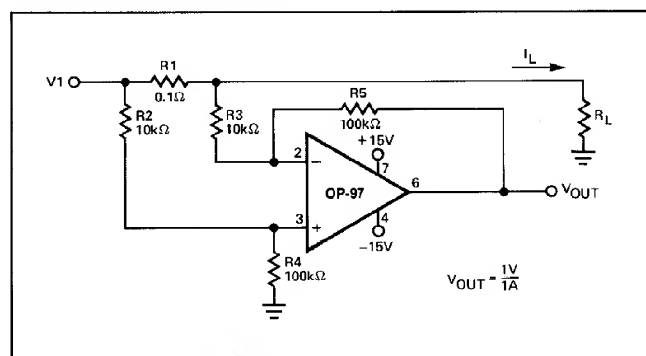 V1
R1
0.1Ω
I_L
R2
10kΩ
R3
10kΩ
R5
100kΩ
R_L
+15V
2
−
7
OP-97
6
V_OUT
3
+
4
−15V
R4
100kΩ
V_OUT = 1V/1A